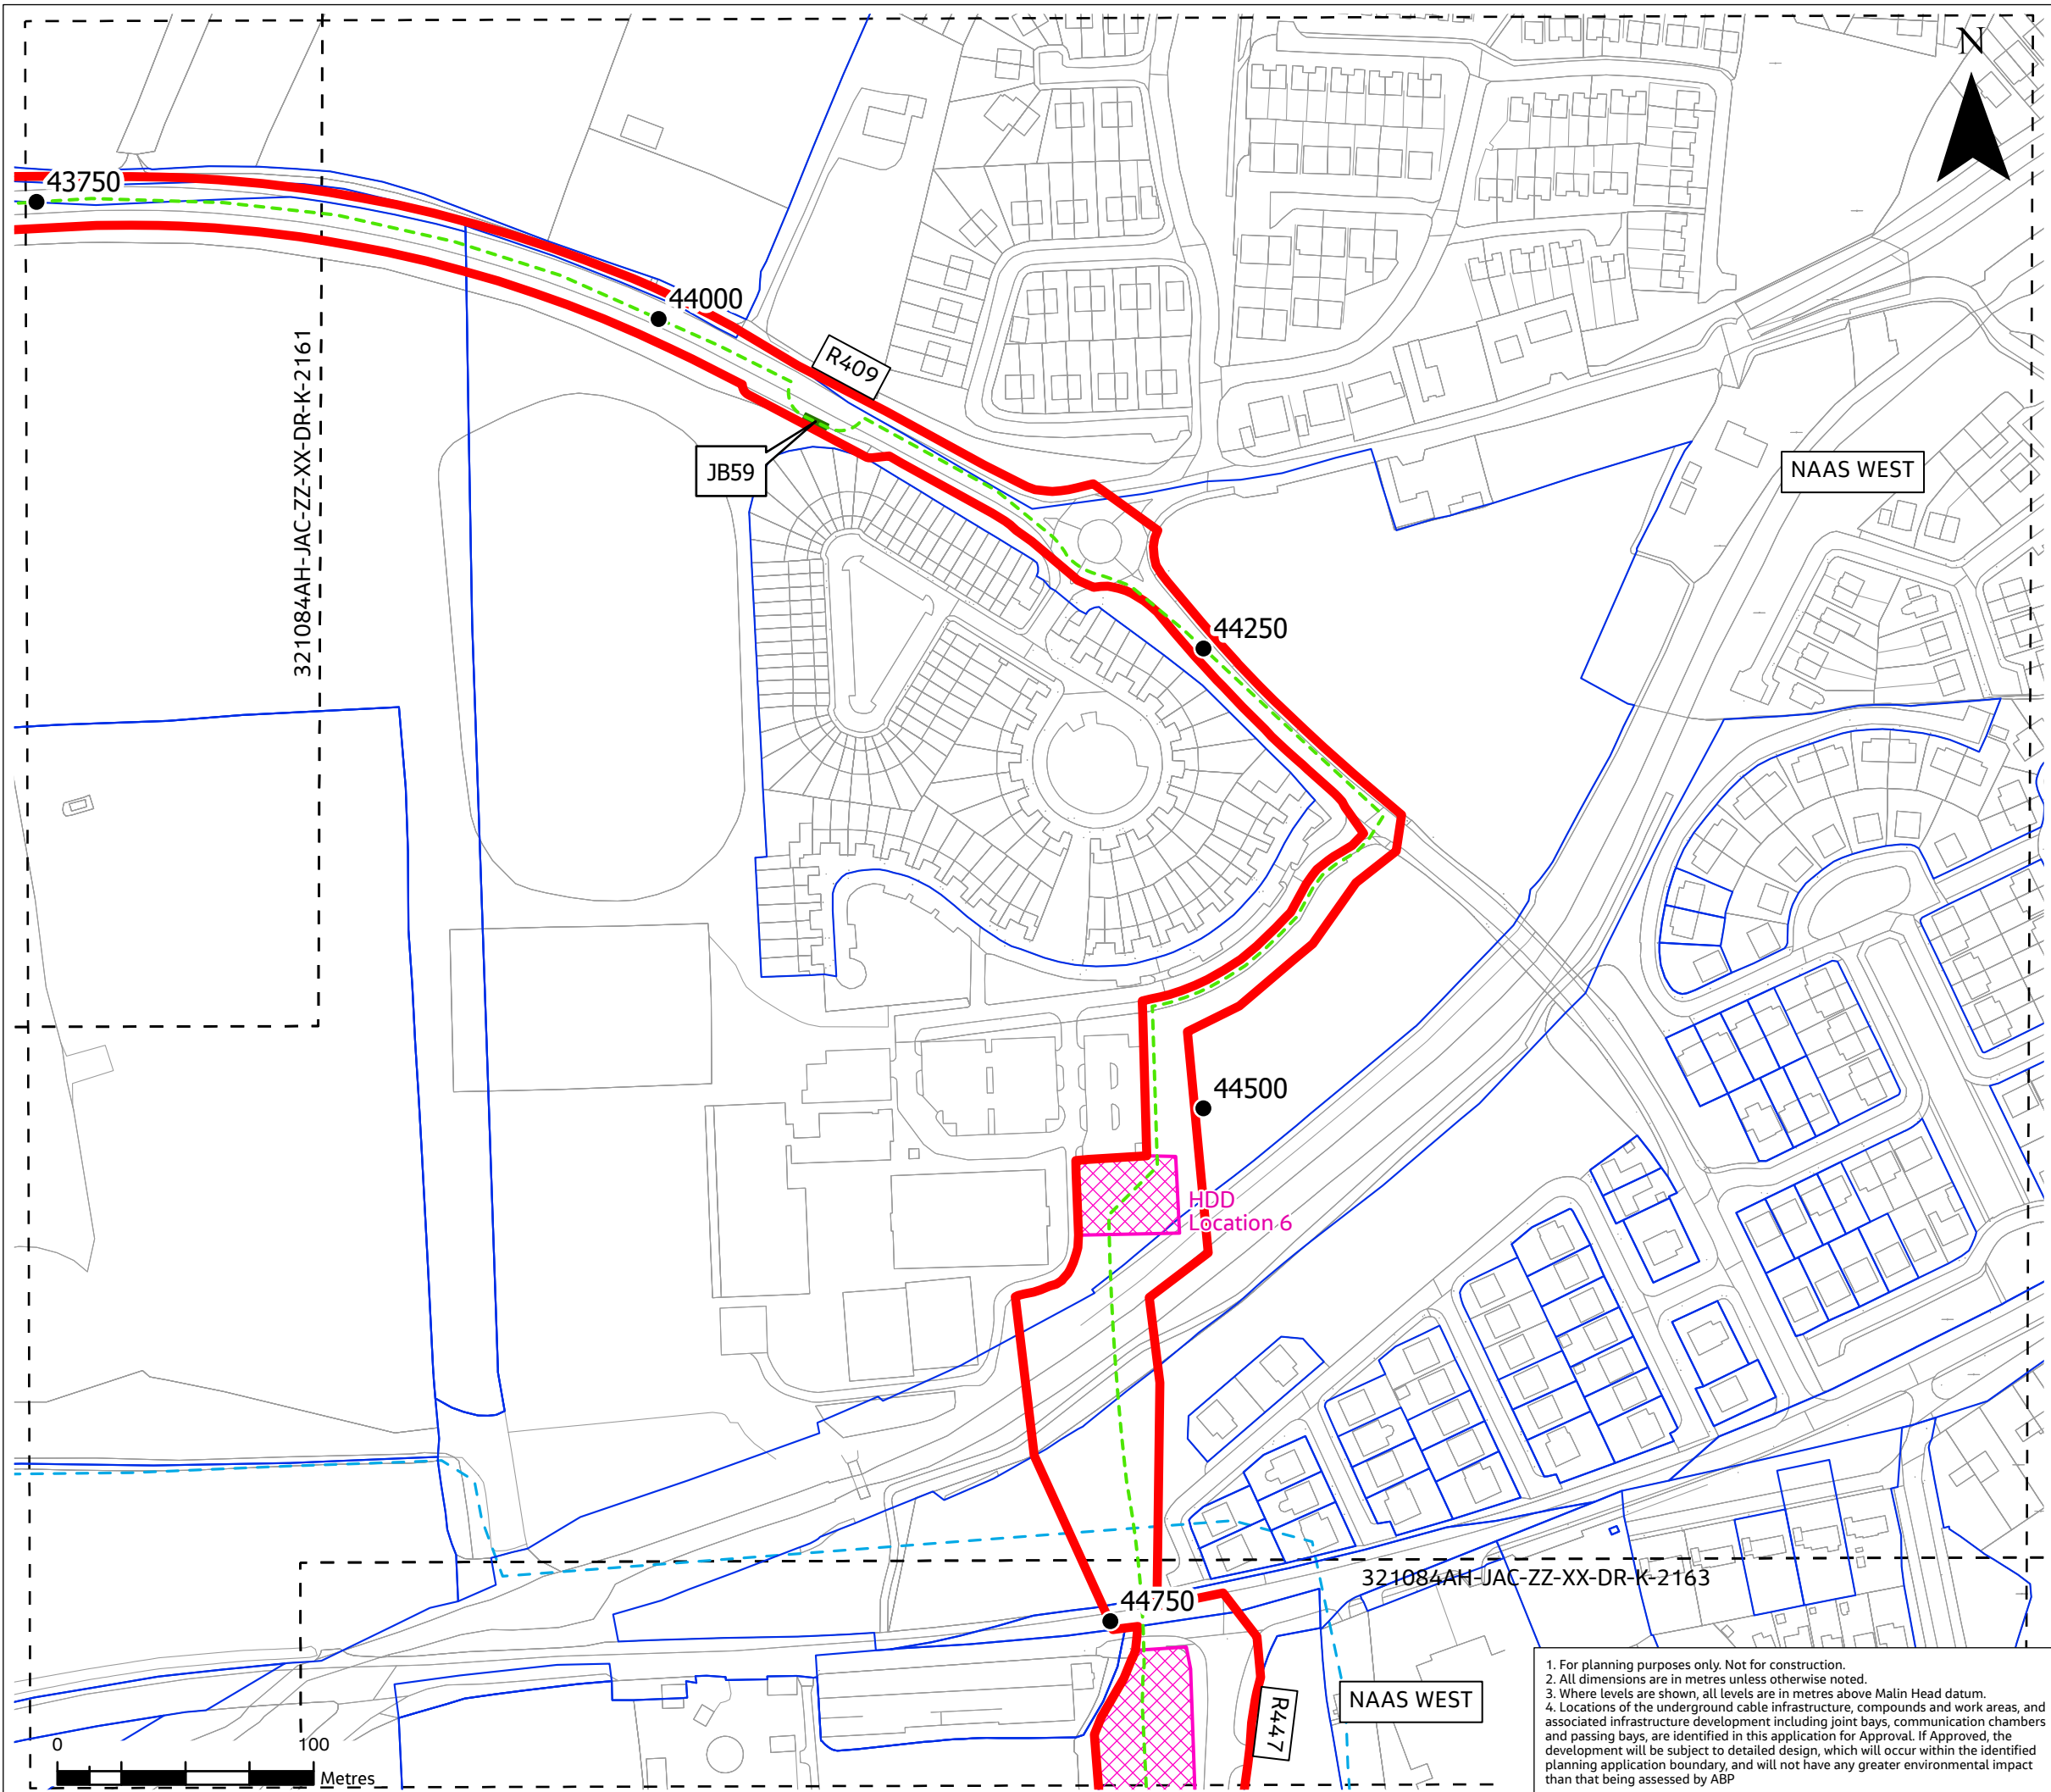 N
43750
44000
R409
321084AH-JAC-ZZ-XX-DR-K-2161
JB59
NAAS WEST
44250
44500
HDD
Location 6
321084AH-JAC-ZZ-XX-DR-K-2163
44750
R447
NAAS WEST
0 100
Metres
1. For planning purposes only. Not for construction.
2. All dimensions are in metres unless otherwise noted.
3. Where levels are shown, all levels are in metres above Malin Head datum.
4. Locations of the underground cable infrastructure, compounds and work areas, and
associated infrastructure development including joint bays, communication chambers
and passing bays, are identified in this application for Approval. If Approved, the
development will be subject to detailed design, which will occur within the identified
planning application boundary, and will not have any greater environmental impact
than that being assessed by ABP